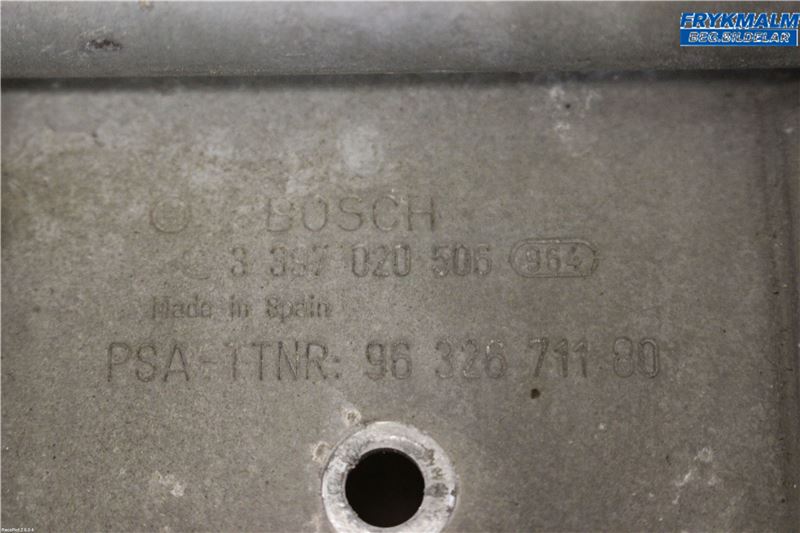 FRYKMALM
BEG.BILDELAR
BOSCH
3 397 020 506 964
Made in Spain
PSA-TTNR: 96 326 711 80